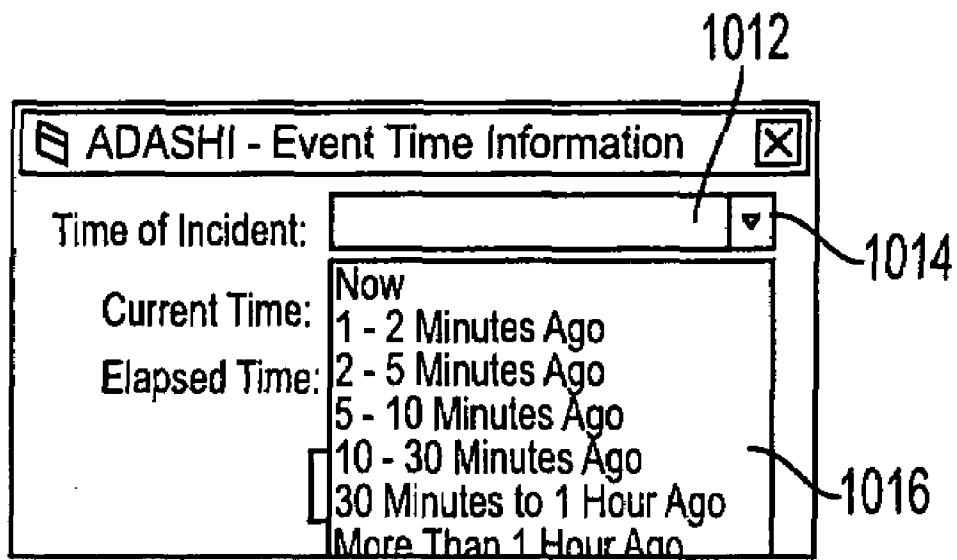 1012
ADASHI - Event Time Information
Time of Incident:
1014
Now
Current Time:
1 - 2 Minutes Ago
Elapsed Time:
2 - 5 Minutes Ago
5 - 10 Minutes Ago
10 - 30 Minutes Ago
1016
30 Minutes to 1 Hour Ago
More Than 1 Hour Ago